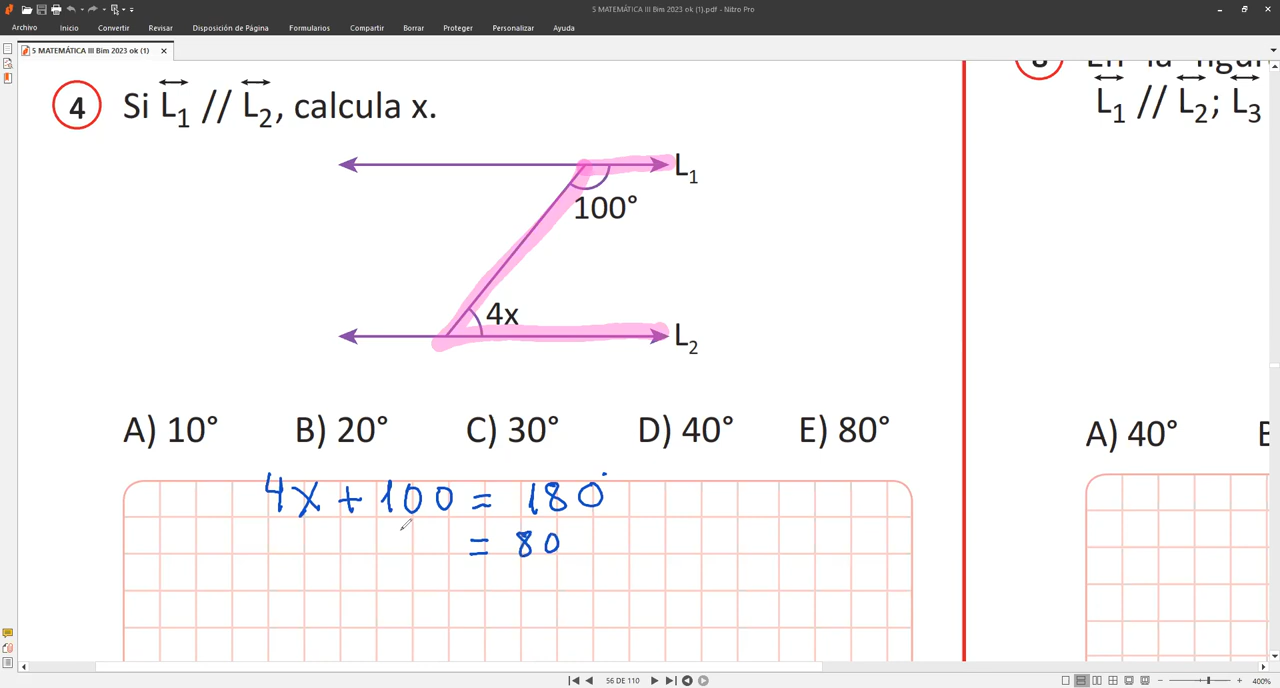 5 MATEMÁTICA III Bim 2023 ok (1).pdf - Nitro Pro
Archivo Inicio Convertir Revisar Disposición de Página Formularios Compartir Borrar Proteger Personalizar Ayuda
5 MATEMÁTICA III Bim 2023 ok (1)
4 Si L1 // L2, calcula x.
L1
100°
4x
L2
A) 10° B) 20° C) 30° D) 40° E) 80°
4x + 100 = 180°
= 80
L1 // L2; L3
A) 40°
56 DE 110
400%